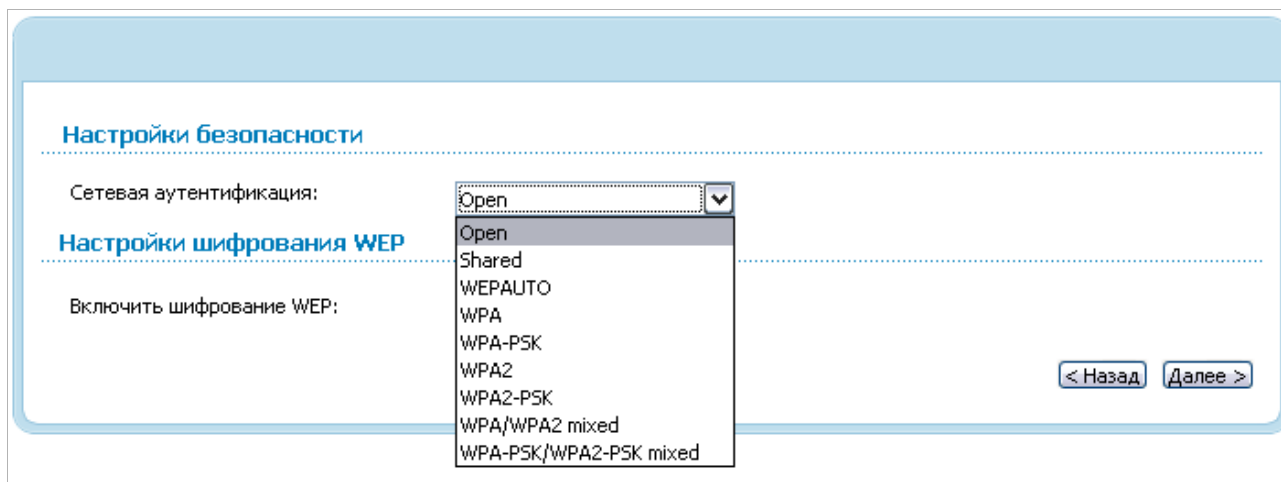 Настройки безопасности
Сетевая аутентификация:
Open
Open
Настройки шифрования WEP
Shared
WEPAUTO
Включить шифрование WEP:
WPA
WPA-PSK
WPA2
WPA2-PSK
WPA/WPA2 mixed
WPA-PSK/WPA2-PSK mixed
< Назад
Далее >